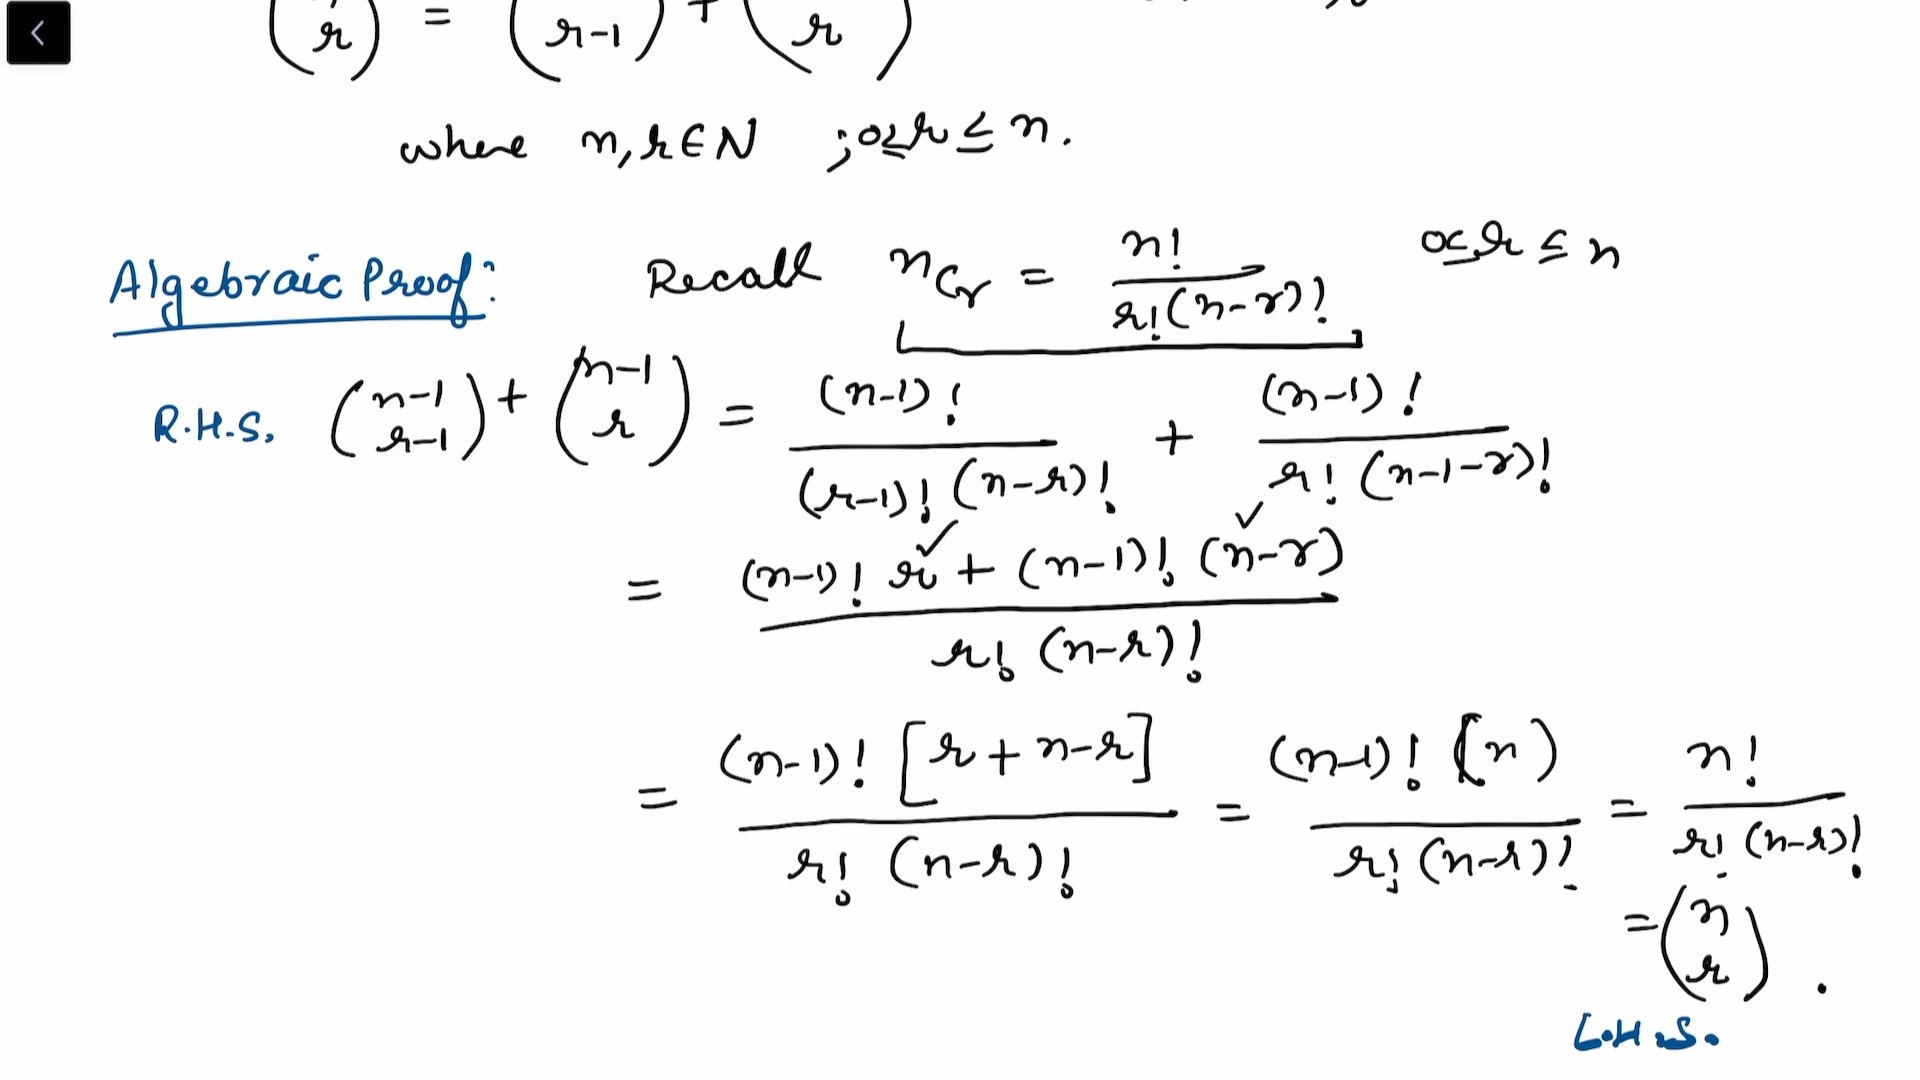 (r) = (r-1) + (r)
where n, r ∈ N ; 0 ≤ r ≤ n.
Algebraic Proof: Recall nCr = n! / r!(n-r)! 0 ≤ r ≤ n
R.H.S. (n-1 r-1) + (n-1 r) = (n-1)! / (r-1)! (n-r)! + (n-1)! / r! (n-1-r)!
= (n-1)! r ✓ + (n-1)! (n-r) ✓ / r! (n-r)!
= (n-1)! [r + n-r] / r! (n-r)! = (n-1)! (n) / r! (n-r)! = n! / r! (n-r)!
= (n r) .
L.H.S.